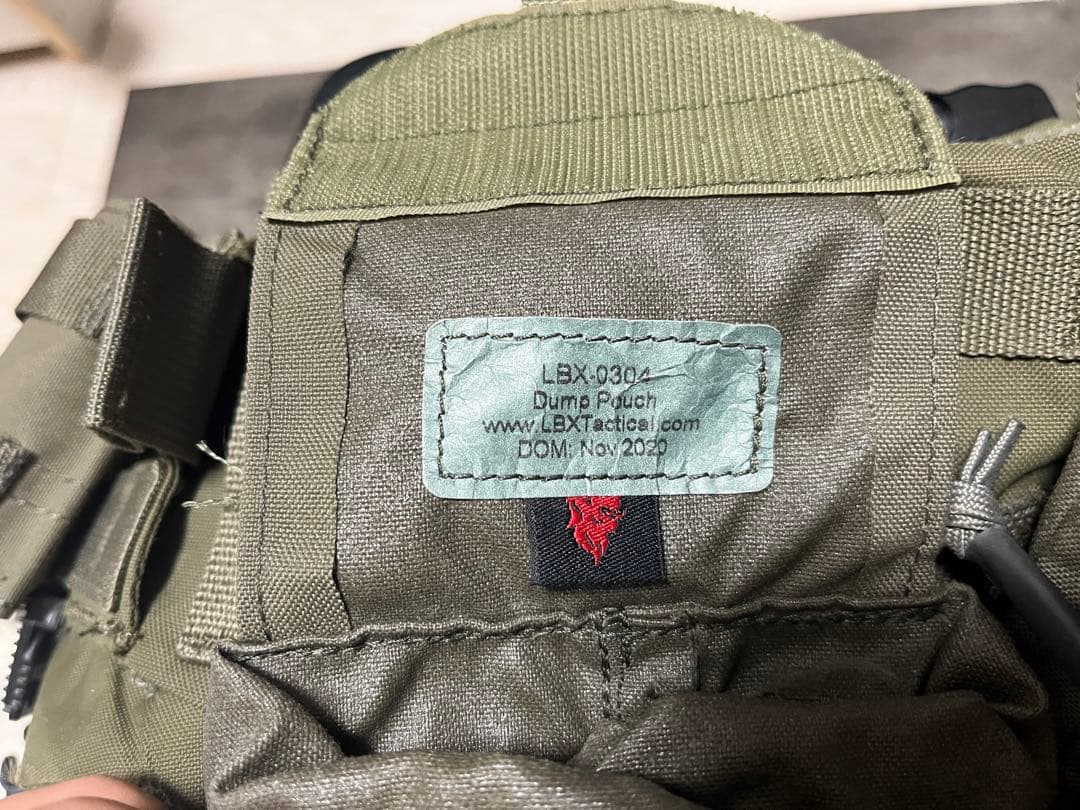 LBX-0304
Dump Pouch
www.LBXTactical.com
DOM: Nov 2020